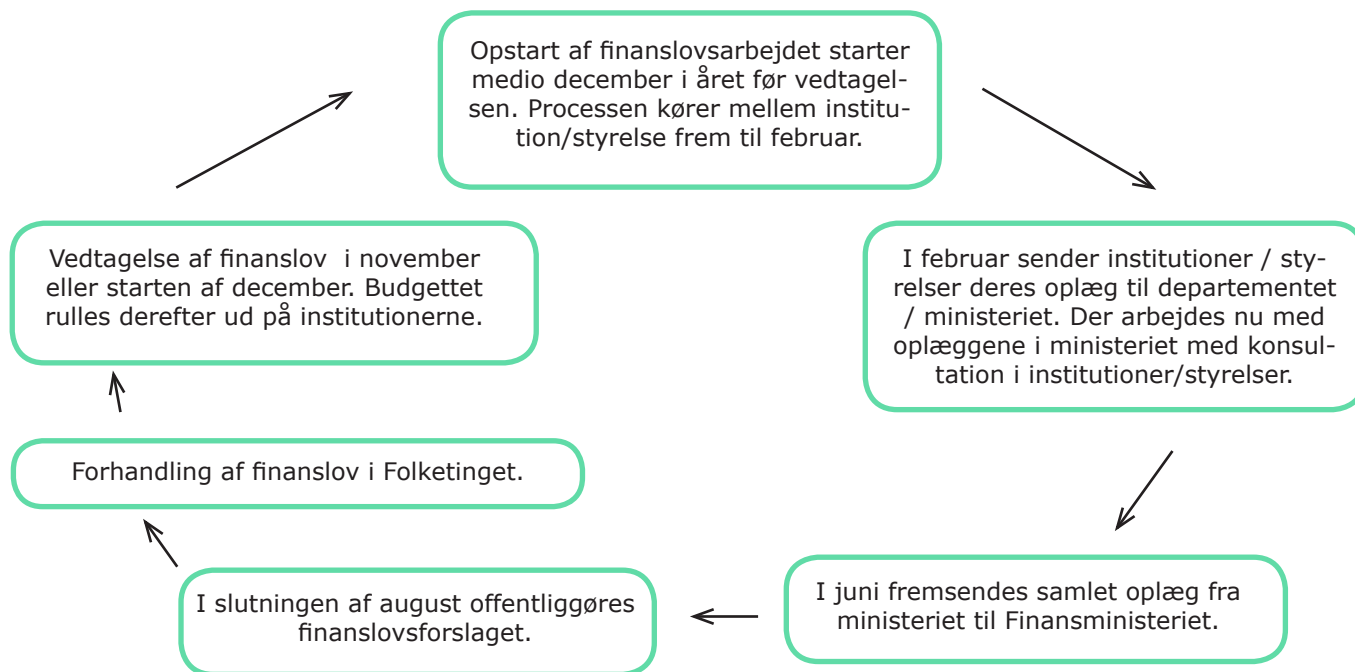 Opstart af finanslovsarbejdet starter
medio december i året før vedtagel-
sen. Processen kører mellem institu-
tion/styrelse frem til februar.
I februar sender institutioner / sty-
relser deres oplæg til departementet
/ ministeriet. Der arbejdes nu med
oplæggene i ministeriet med konsul-
tation i institutioner/styrelser.
I juni fremsendes samlet oplæg fra
ministeriet til Finansministeriet.
I slutningen af august offentliggøres
finanslovsforslaget.
Forhandling af finanslov i Folketinget.
Vedtagelse af finanslov  i november
eller starten af december. Budgettet
rulles derefter ud på institutionerne.